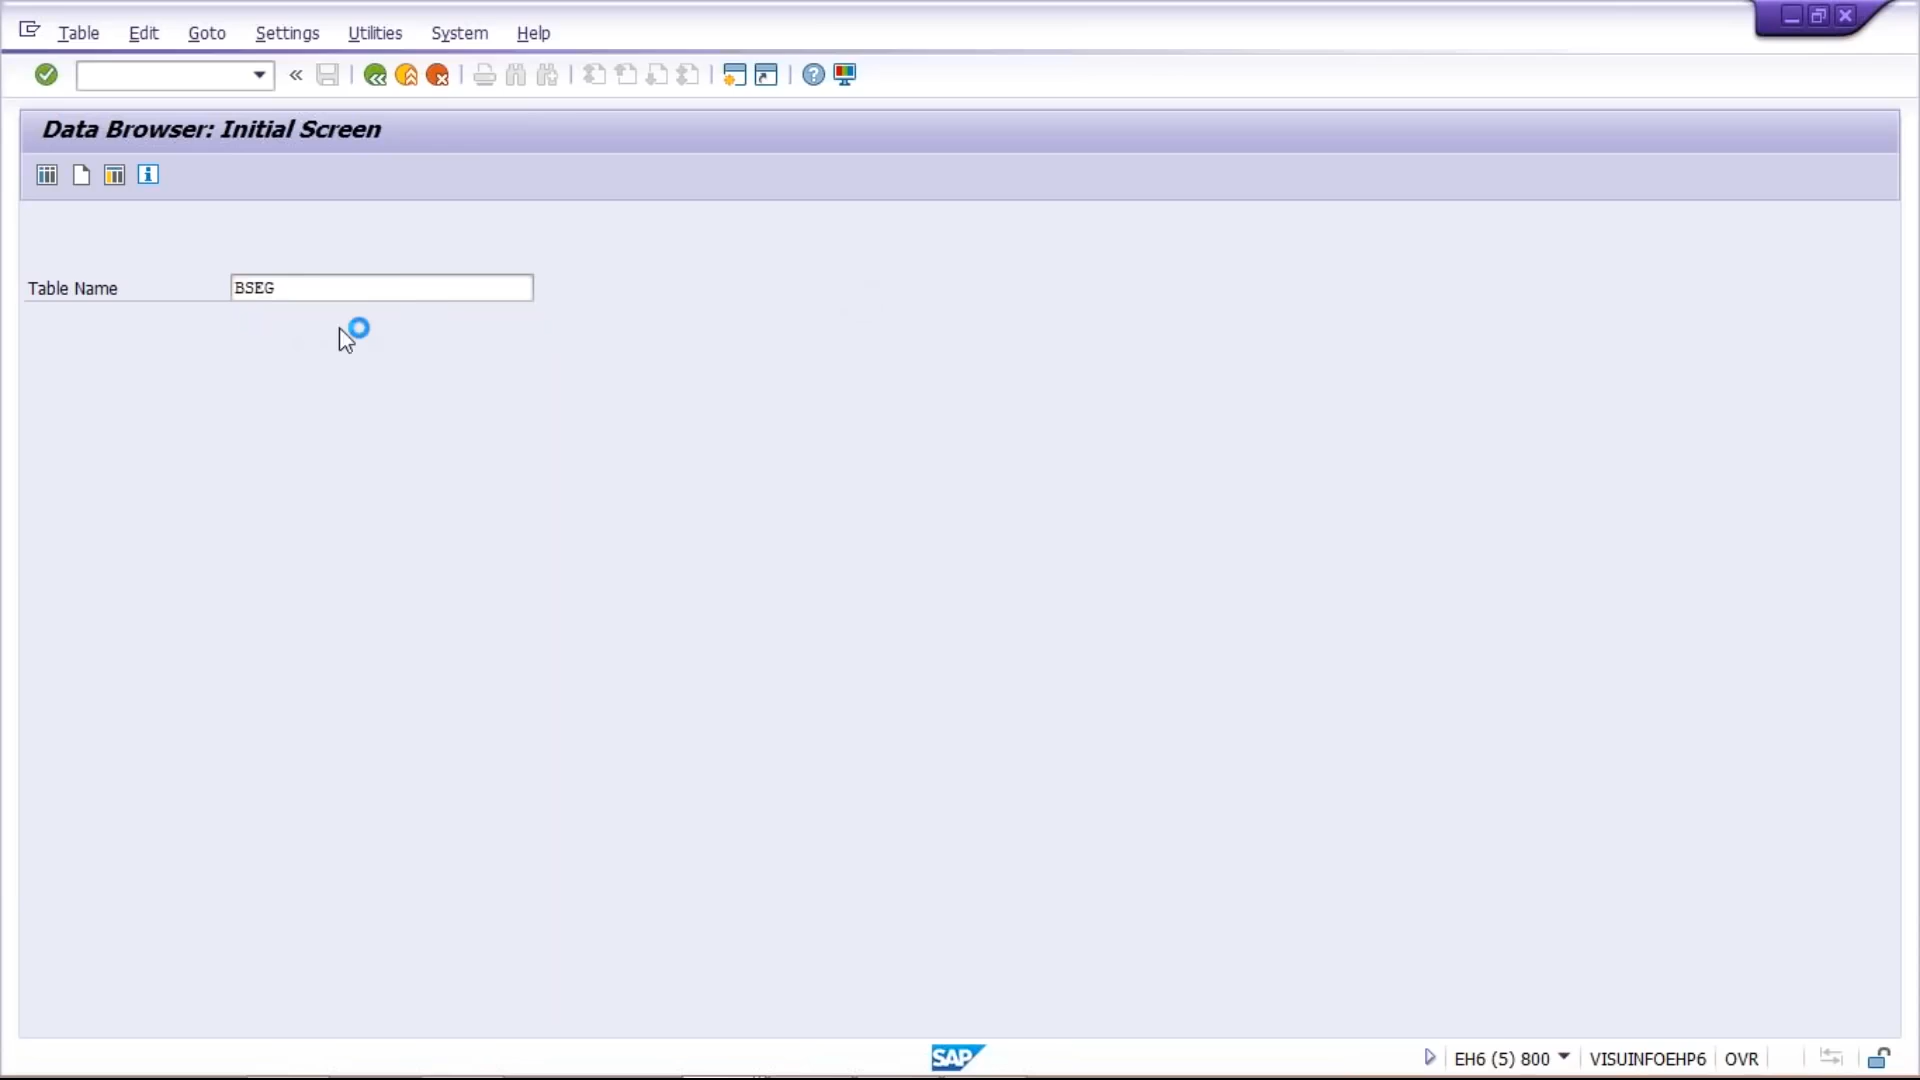 Table Edit Goto Settings Utilities System Help
Data Browser: Initial Screen
Table Name BSEG
SAP EH6 (5) 800 VISUINFOEHP6 OVR